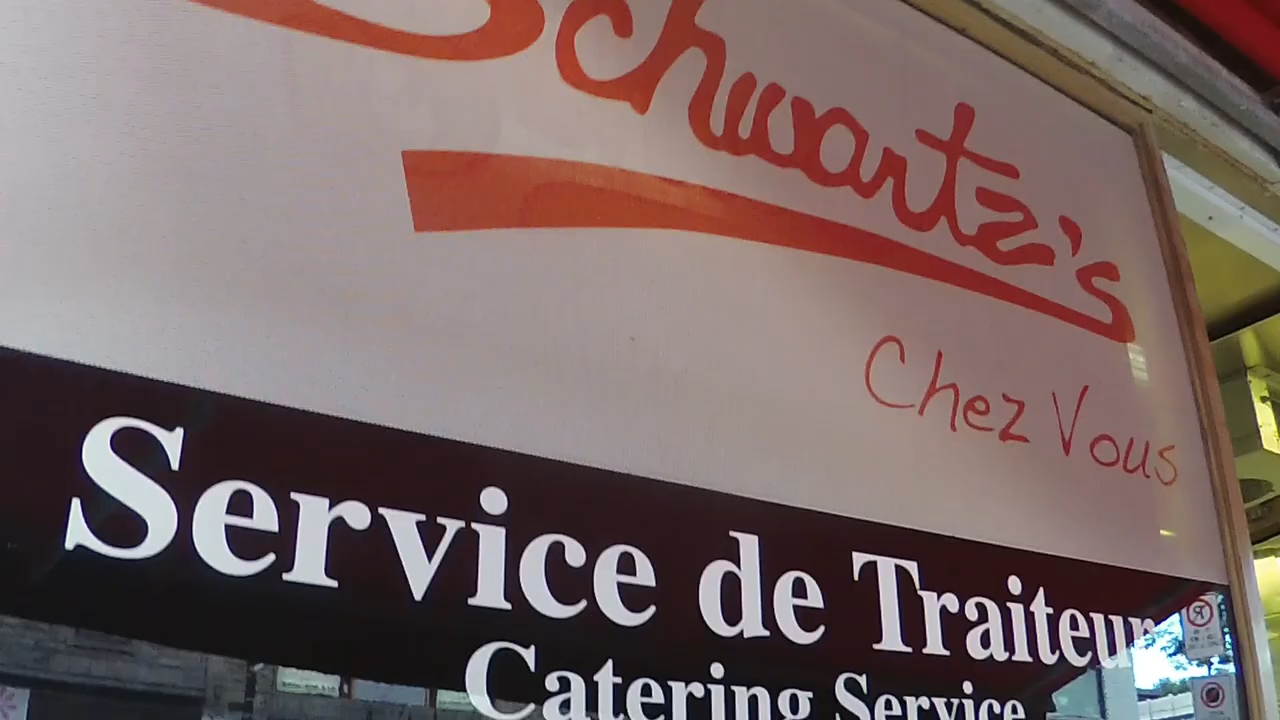 Schwartz's
Chez Vous
Service de Traiteur
Catering Service